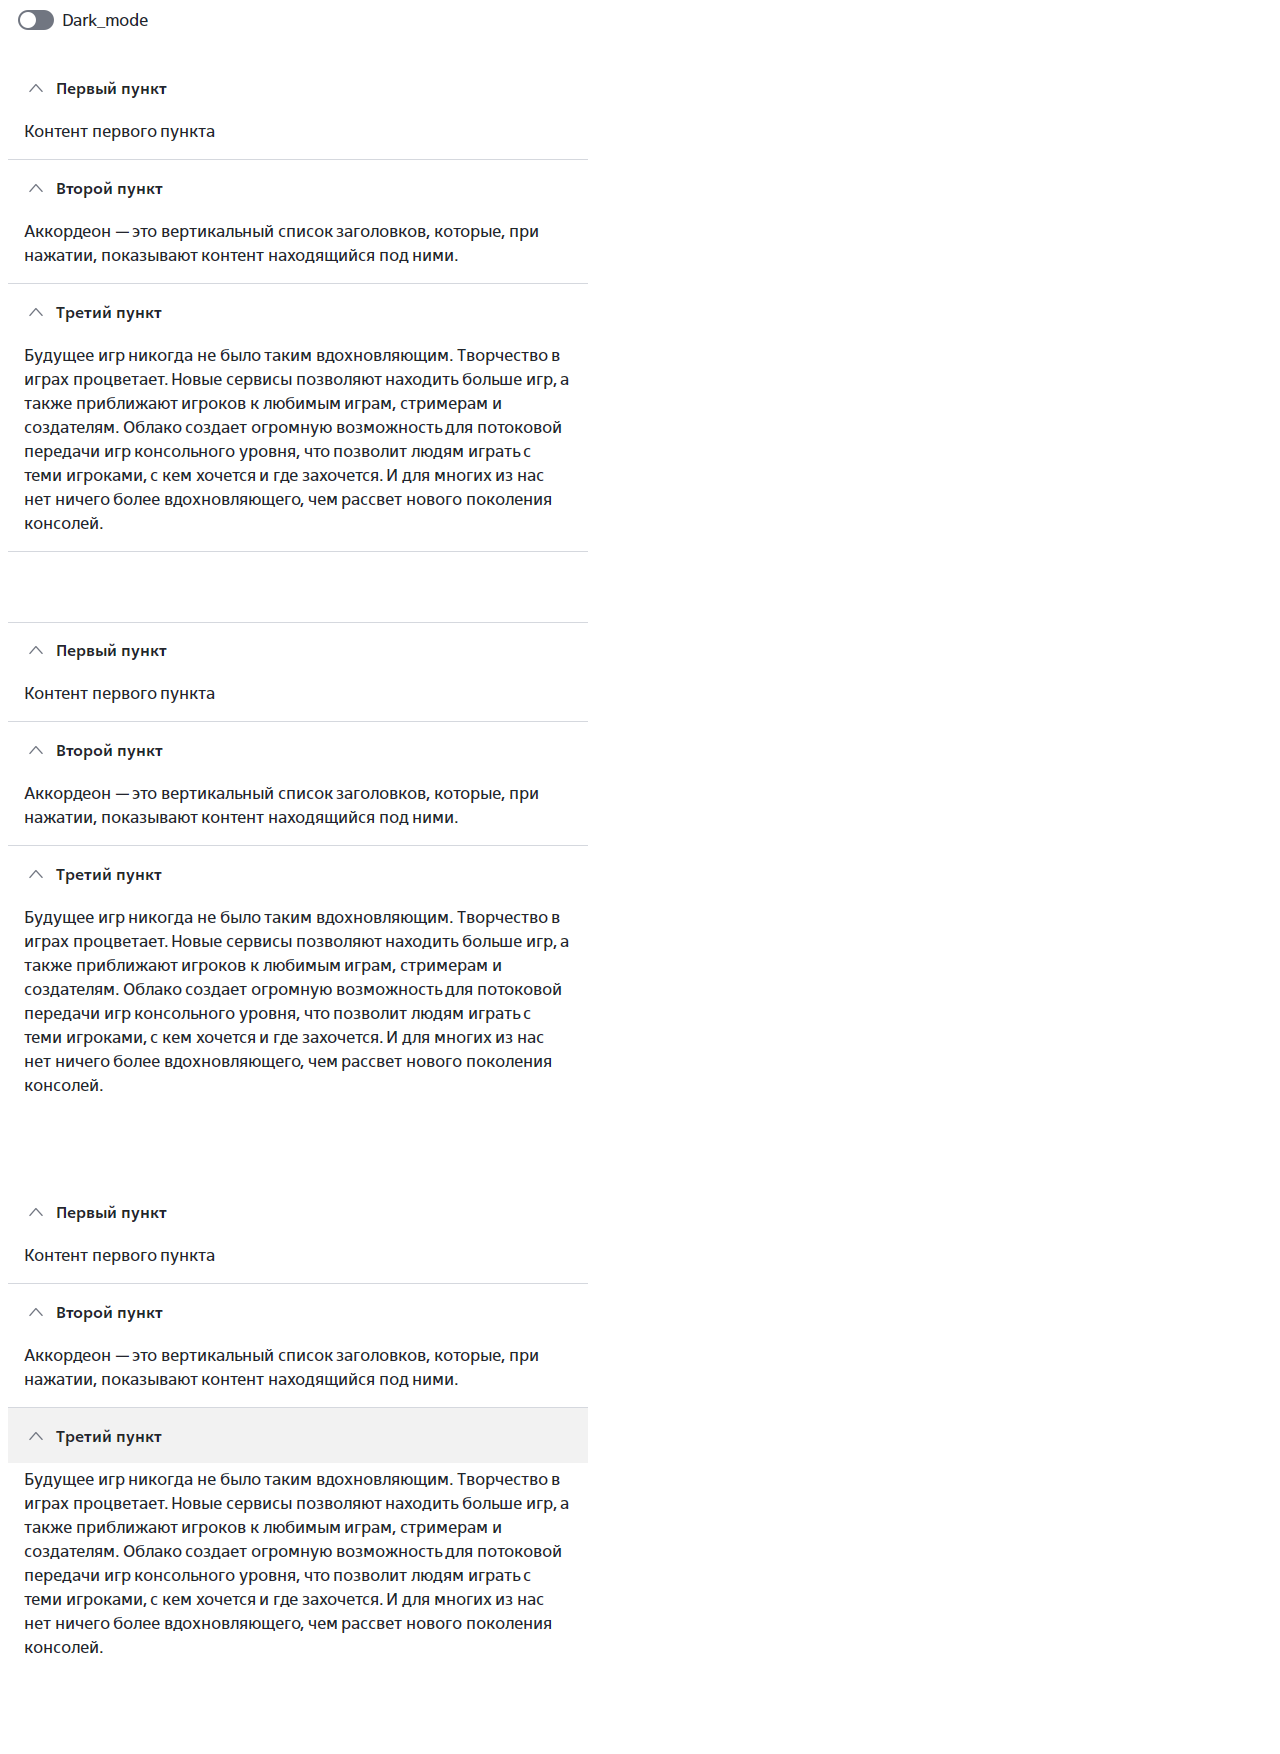 Dark_mode
Первый пункт
Контент первого пункта
Второй пункт
Аккордеон — это вертикальный список заголовков, которые, при
нажатии, показывают контент находящийся под ними.
Третий пункт
Будущее игр никогда не было таким вдохновляющим. Творчество в
играх процветает. Новые сервисы позволяют находить больше игр, а
также приближают игроков к любимым играм, стримерам и
создателям. Облако создает огромную возможность для потоковой
передачи игр консольного уровня, что позволит людям играть с
теми игроками, с кем хочется и где захочется. И для многих из нас
нет ничего более вдохновляющего, чем рассвет нового поколения
консолей.
Первый пункт
Контент первого пункта
Второй пункт
Аккордеон — это вертикальный список заголовков, которые, при
нажатии, показывают контент находящийся под ними.
Третий пункт
Будущее игр никогда не было таким вдохновляющим. Творчество в
играх процветает. Новые сервисы позволяют находить больше игр, а
также приближают игроков к любимым играм, стримерам и
создателям. Облако создает огромную возможность для потоковой
передачи игр консольного уровня, что позволит людям играть с
теми игроками, с кем хочется и где захочется. И для многих из нас
нет ничего более вдохновляющего, чем рассвет нового поколения
консолей.
Первый пункт
Контент первого пункта
Второй пункт
Аккордеон — это вертикальный список заголовков, которые, при
нажатии, показывают контент находящийся под ними.
Третий пункт
Будущее игр никогда не было таким вдохновляющим. Творчество в
играх процветает. Новые сервисы позволяют находить больше игр, а
также приближают игроков к любимым играм, стримерам и
создателям. Облако создает огромную возможность для потоковой
передачи игр консольного уровня, что позволит людям играть с
теми игроками, с кем хочется и где захочется. И для многих из нас
нет ничего более вдохновляющего, чем рассвет нового поколения
консолей.